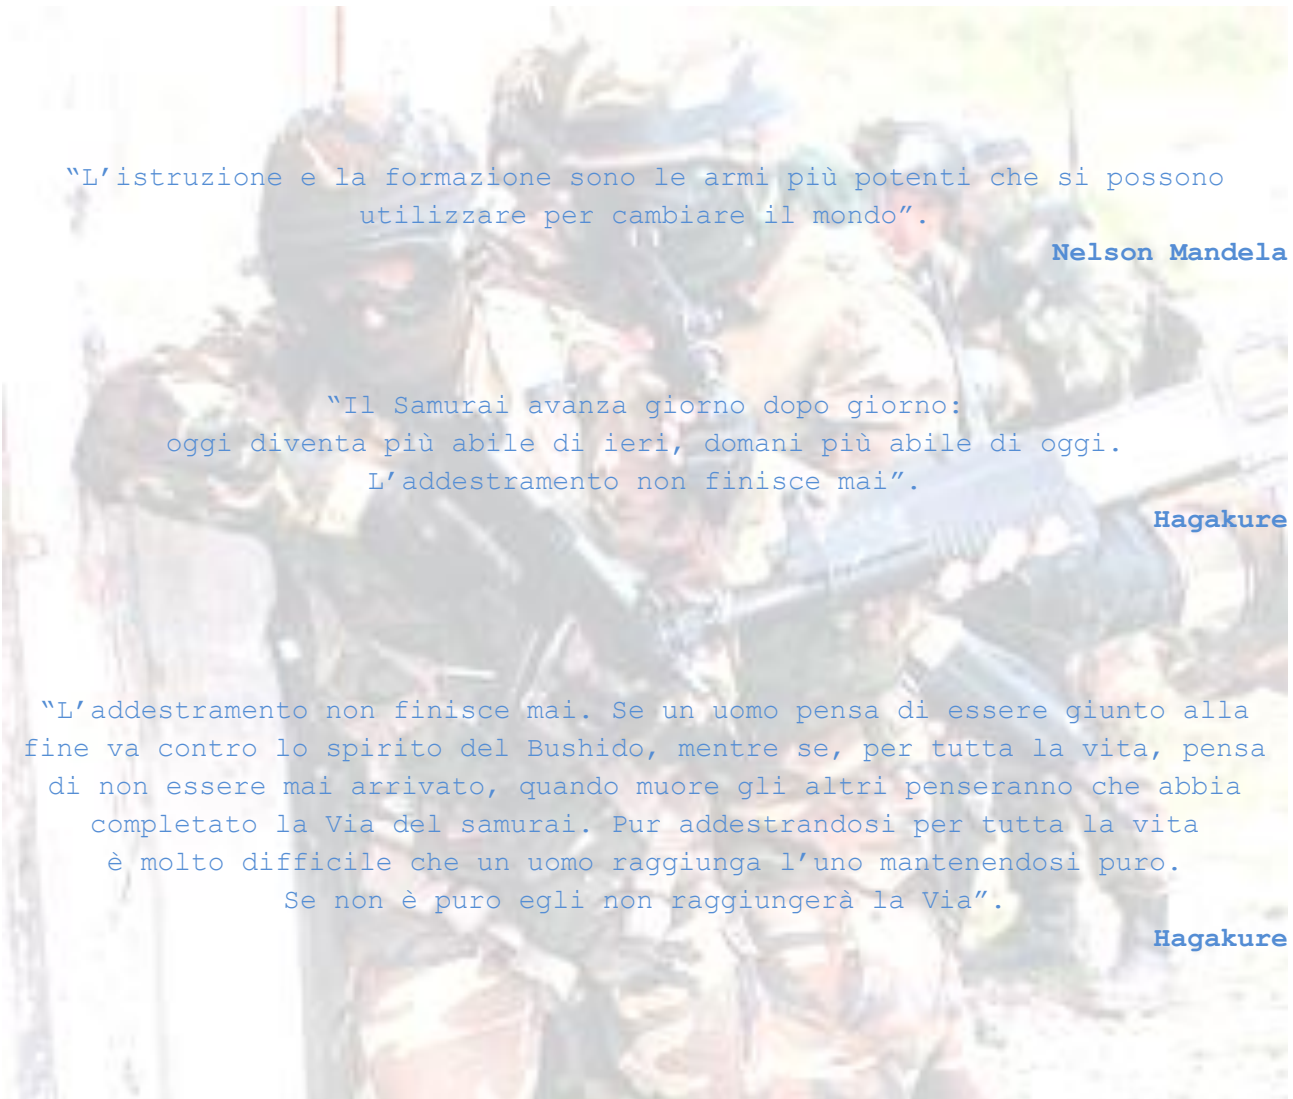 “L’istruzione e la formazione sono le armi più potenti che si possono
utilizzare per cambiare il mondo”.
Nelson Mandela
“Il Samurai avanza giorno dopo giorno:
oggi diventa più abile di ieri, domani più abile di oggi.
L’addestramento non finisce mai”.
Hagakure
“L’addestramento non finisce mai. Se un uomo pensa di essere giunto alla
fine va contro lo spirito del Bushido, mentre se, per tutta la vita, pensa
di non essere mai arrivato, quando muore gli altri penseranno che abbia
completato la Via del samurai. Pur addestrandosi per tutta la vita
è molto difficile che un uomo raggiunga l’uno mantenendosi puro.
Se non è puro egli non raggiungerà la Via”.
Hagakure